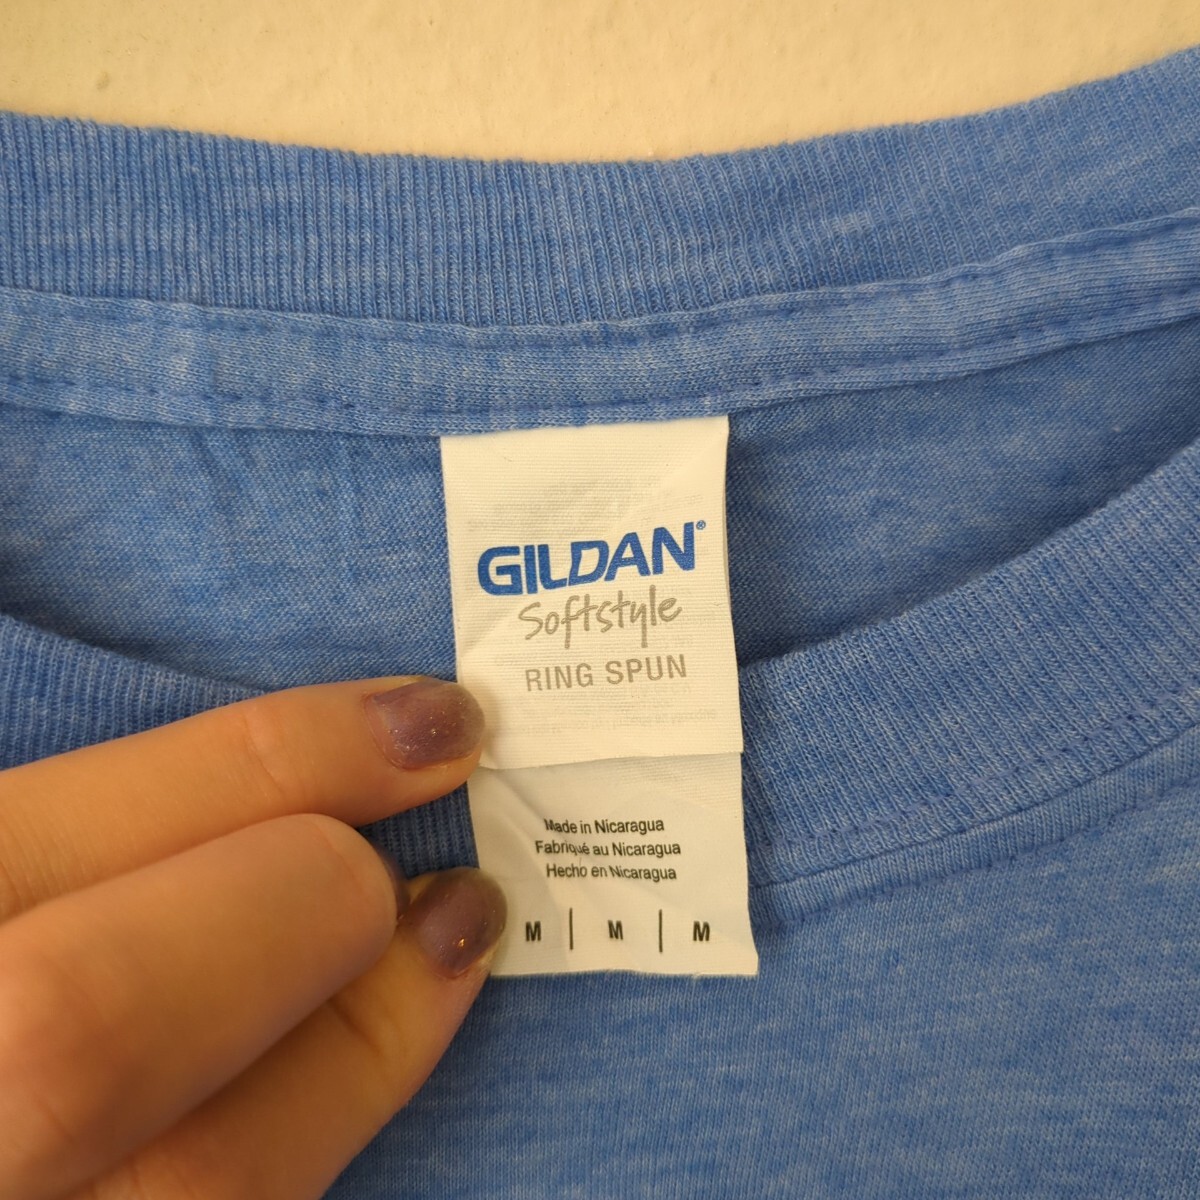 GILDAN®
Softstyle
RING SPUN
Made in Nicaragua
Fabriqué au Nicaragua
Hecho en Nicaragua
M | M | M